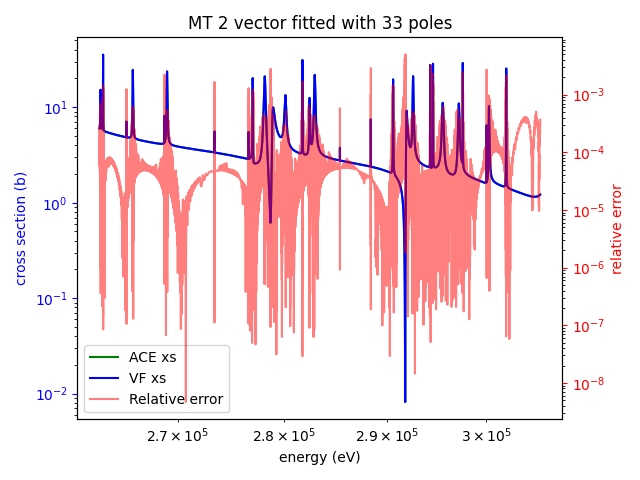 MT 2 vector fitted with 33 poles
cross section (b)
10¹
10⁰
10⁻¹
10⁻²
10⁻³
10⁻⁴
10⁻⁵
10⁻⁶
10⁻⁷
10⁻⁸
relative error
ACE xs
VF xs
Relative error
2.7 × 10⁵ 2.8 × 10⁵ 2.9 × 10⁵ 3 × 10⁵
energy (eV)